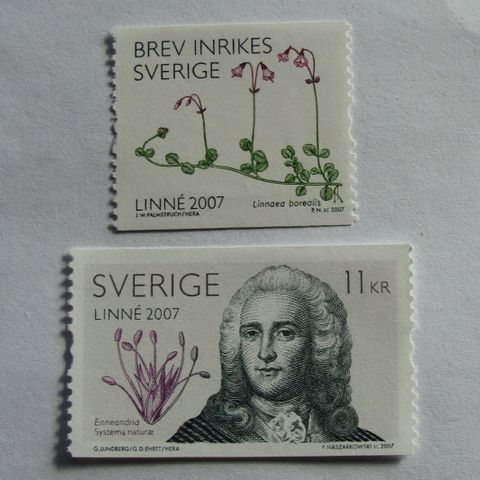 BREV INRIKES
SVERIGE
LINNÉ 2007
J.W. PALMSTRUCH/HERA
Linnaea borealis
P.N. sc 2007
SVERIGE
11 KR
LINNÉ 2007
Enneandria
Systema naturæ
G. LUNDBERG/G.D EHRET/HERA
P. NASZARKOWSKI sc 2007